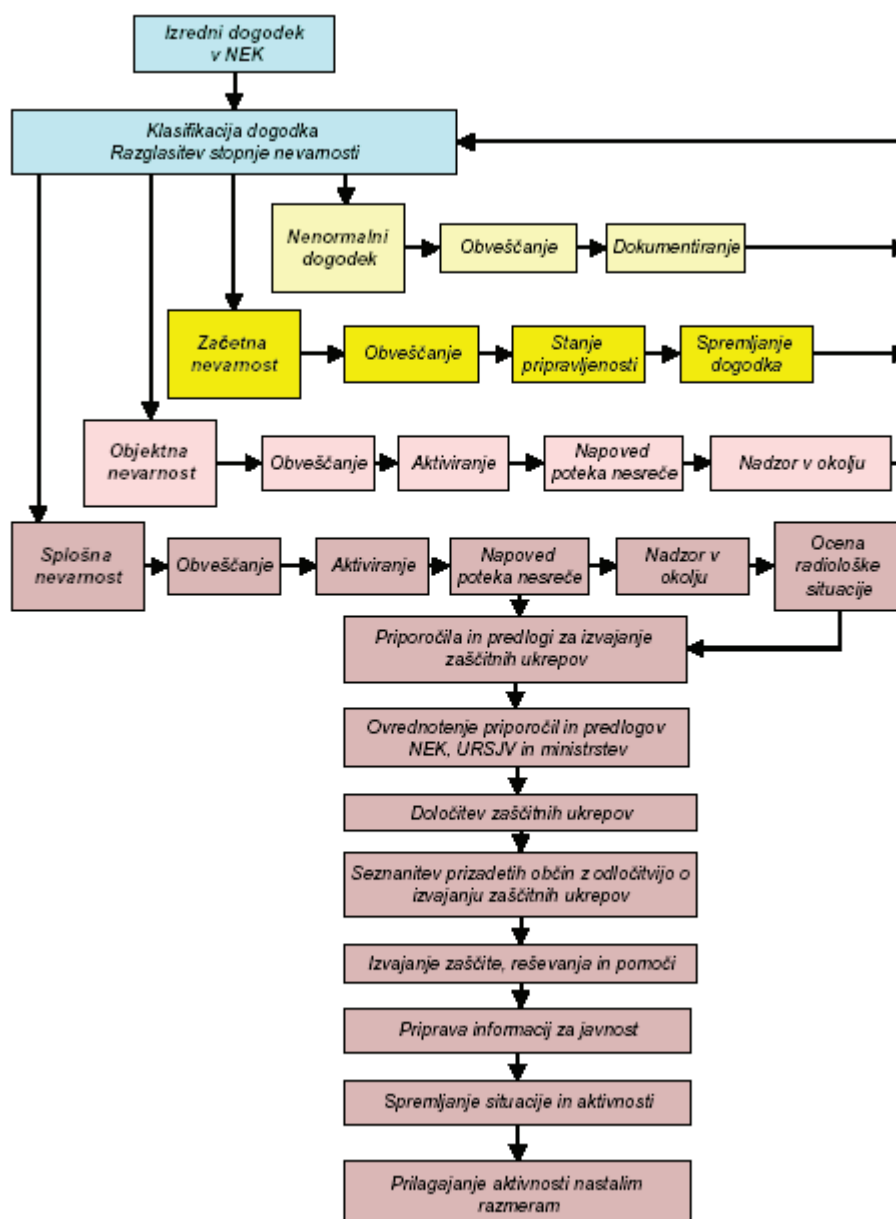 Izredni dogodek
v NEK
Klasifikacija dogodka
Razglasitev stopnje nevarnosti
Nenormalni
dogodek
Obveščanje
Dokumentiranje
Začetna
nevarnost
Obveščanje
Stanje
pripravljenosti
Spremljanje
dogodka
Objektna
nevarnost
Obveščanje
Aktiviranje
Napoved
poteka nesreče
Nadzor v okolju
Splošna
nevarnost
Obveščanje
Aktiviranje
Napoved
poteka nesreče
Nadzor v
okolju
Ocena
radiološke
situacije
Priporočila in predlogi za izvajanje
zaščitnih ukrepov
Ovrednotenje priporočil in predlogov
NEK, URSJV in ministrstev
Določitev zaščitnih ukrepov
Seznanitev prizadetih občin z odločitvijo o
izvajanju zaščitnih ukrepov
Izvajanje zaščite, reševanja in pomoči
Priprava informacij za javnost
Spremljanje situacije in aktivnosti
Prilagajanje aktivnosti nastalim
razmeram